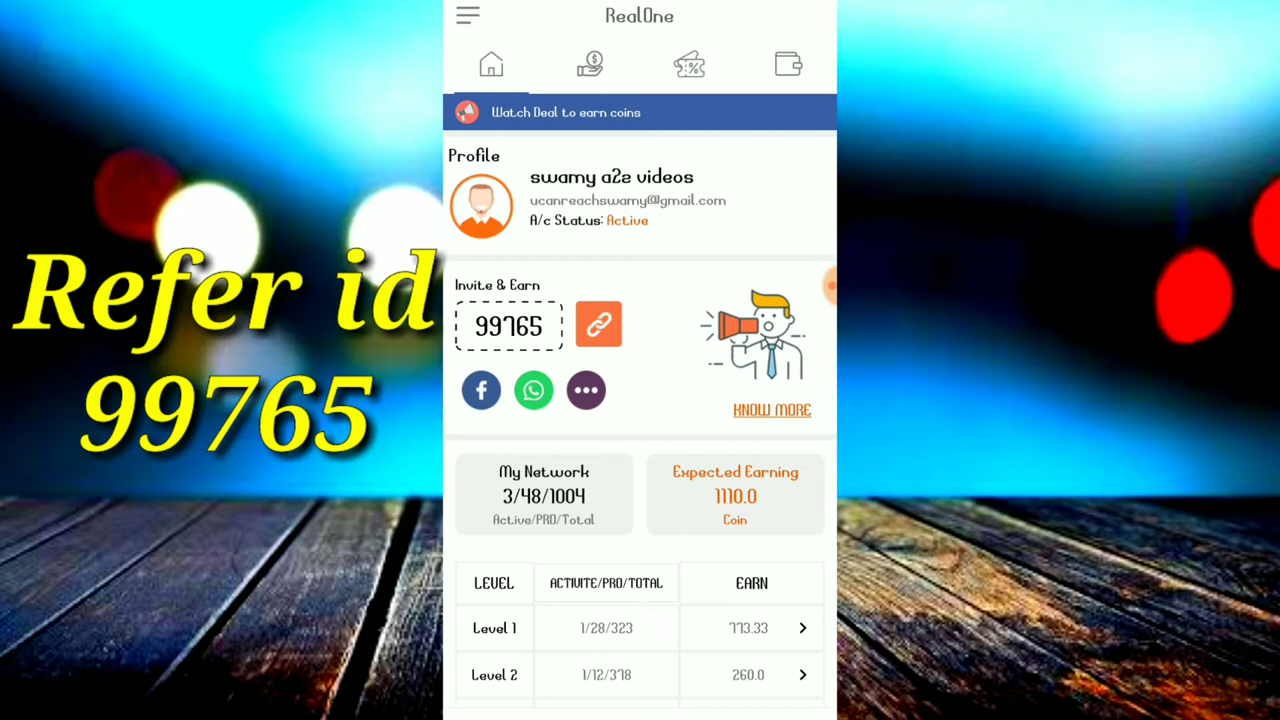 Refer id
99765
RealOne
Watch Deal to earn coins
Profile
swamy a2z videos
ucanreachswamy@gmail.com
A/c Status: Active
Invite & Earn
99765
KNOW MORE
My Network
3/48/1004
Active/PRO/Total
Expected Earning
1110.0
Coin
LEVEL ACTIVITE/PRO/TOTAL EARN
Level 1 1/28/323 773.33
Level 2 1/12/378 260.0